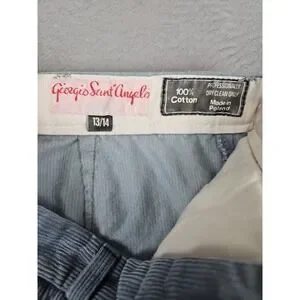 Giorgio Sant'Angelo
13/14
100%
Cotton
PROFESSIONALLY
DRY CLEAN ONLY
Made in
Poland